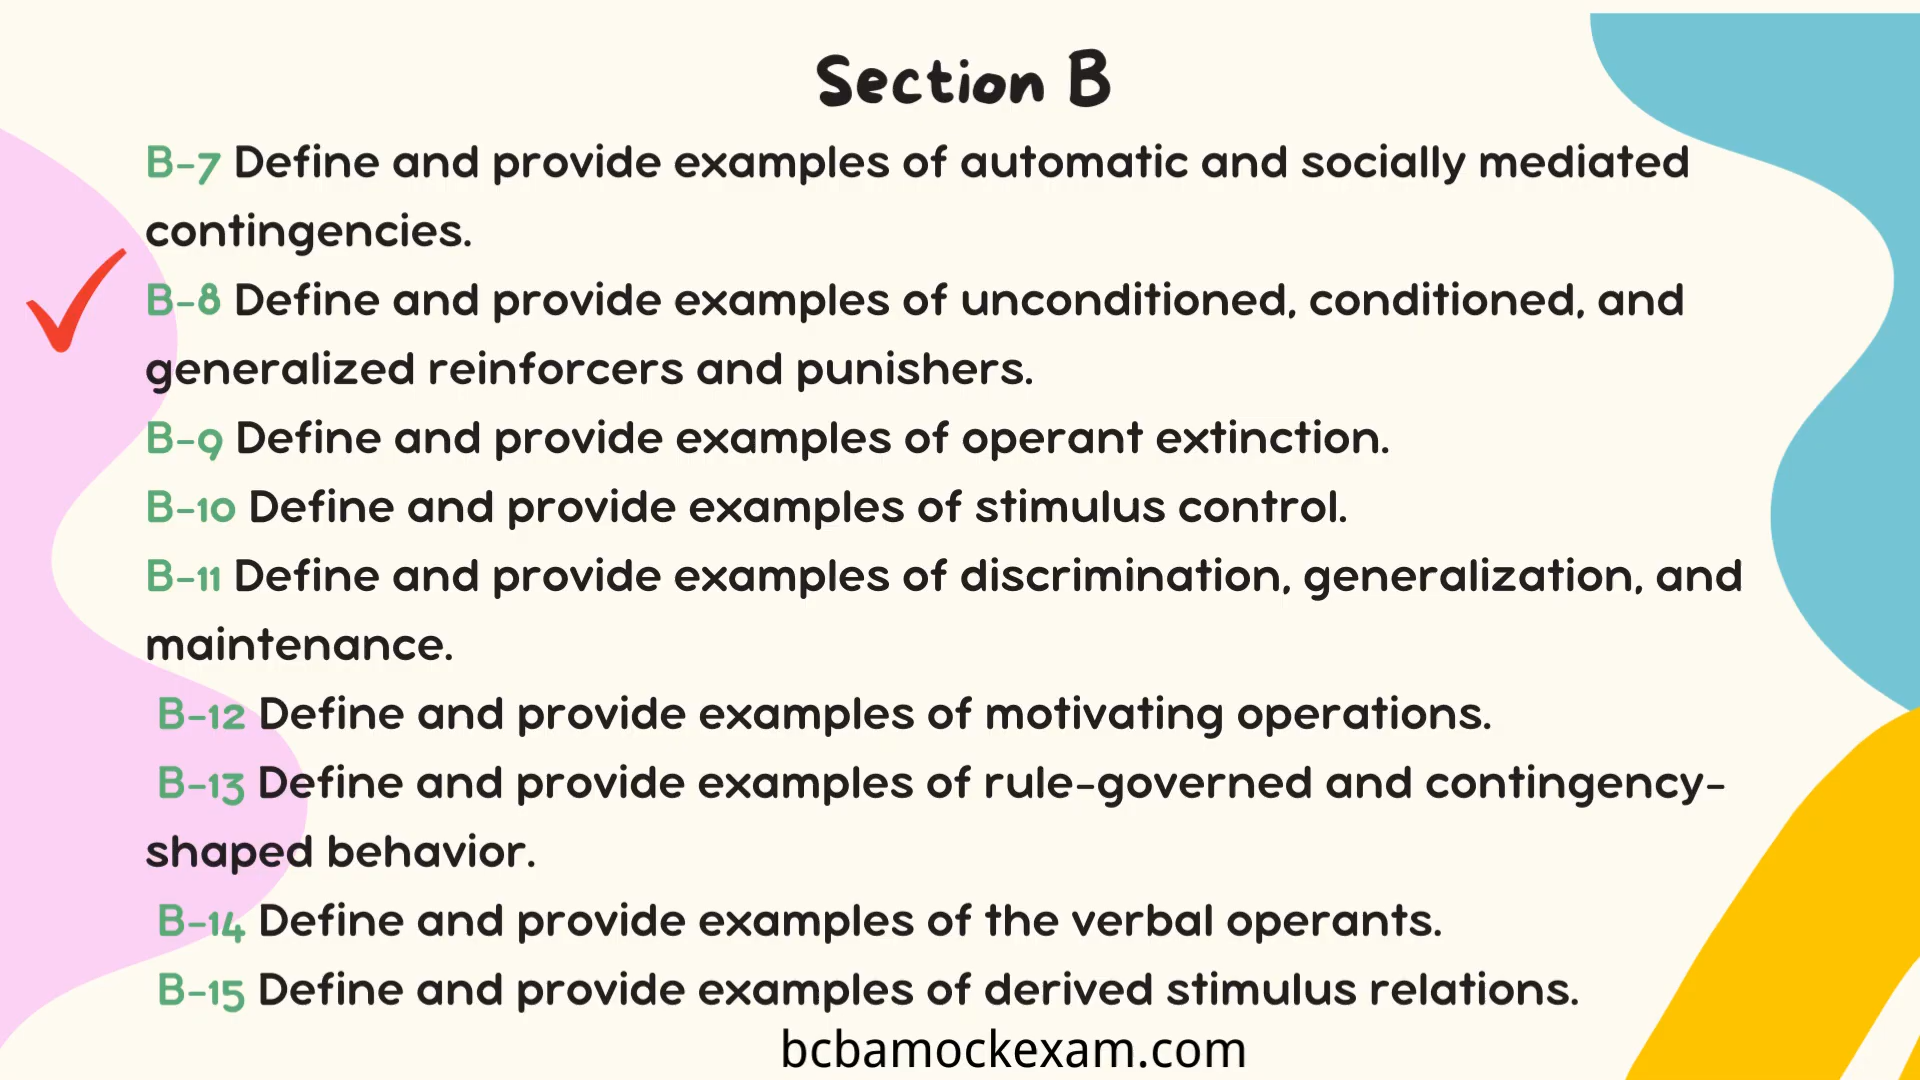 Section B
B-7 Define and provide examples of automatic and socially mediated
contingencies.
B-8 Define and provide examples of unconditioned, conditioned, and
generalized reinforcers and punishers.
B-9 Define and provide examples of operant extinction.
B-10 Define and provide examples of stimulus control.
B-11 Define and provide examples of discrimination, generalization, and
maintenance.
B-12 Define and provide examples of motivating operations.
B-13 Define and provide examples of rule-governed and contingency-
shaped behavior.
B-14 Define and provide examples of the verbal operants.
B-15 Define and provide examples of derived stimulus relations.
bcbamockexam.com